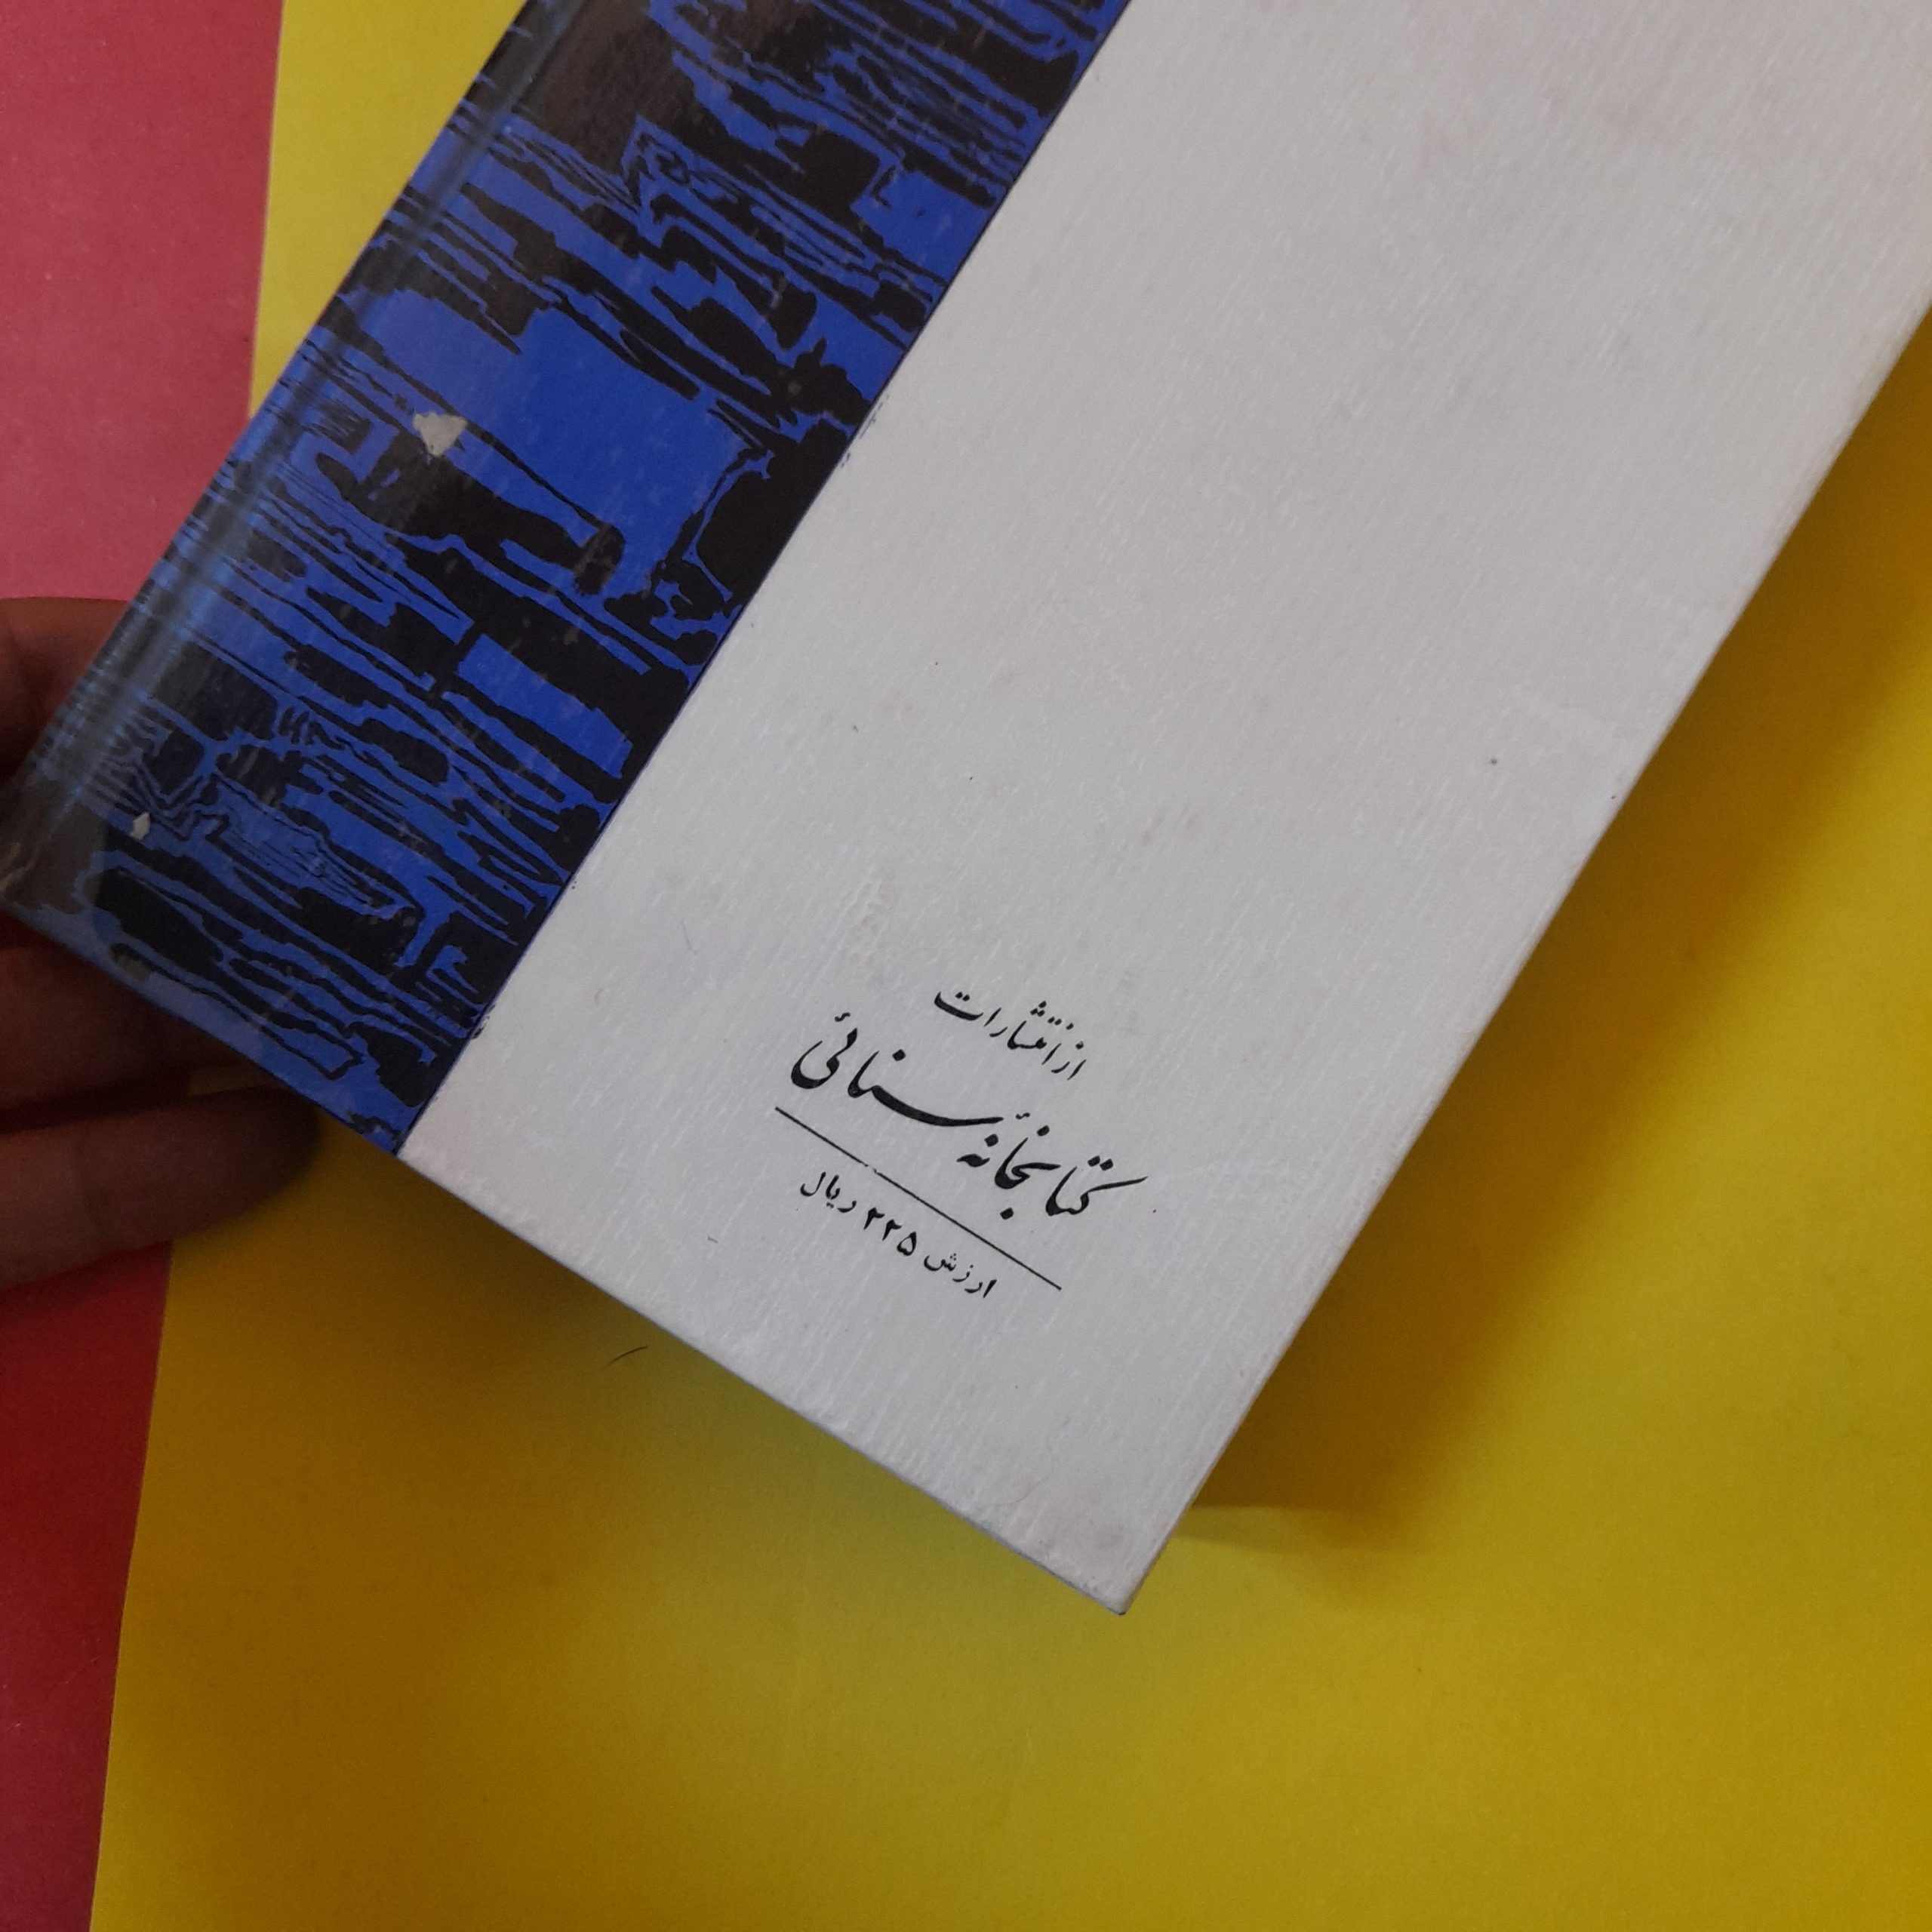 از انتشارات
کتابخانهٔ سنائی
ارزش ۲۲۵ ریال